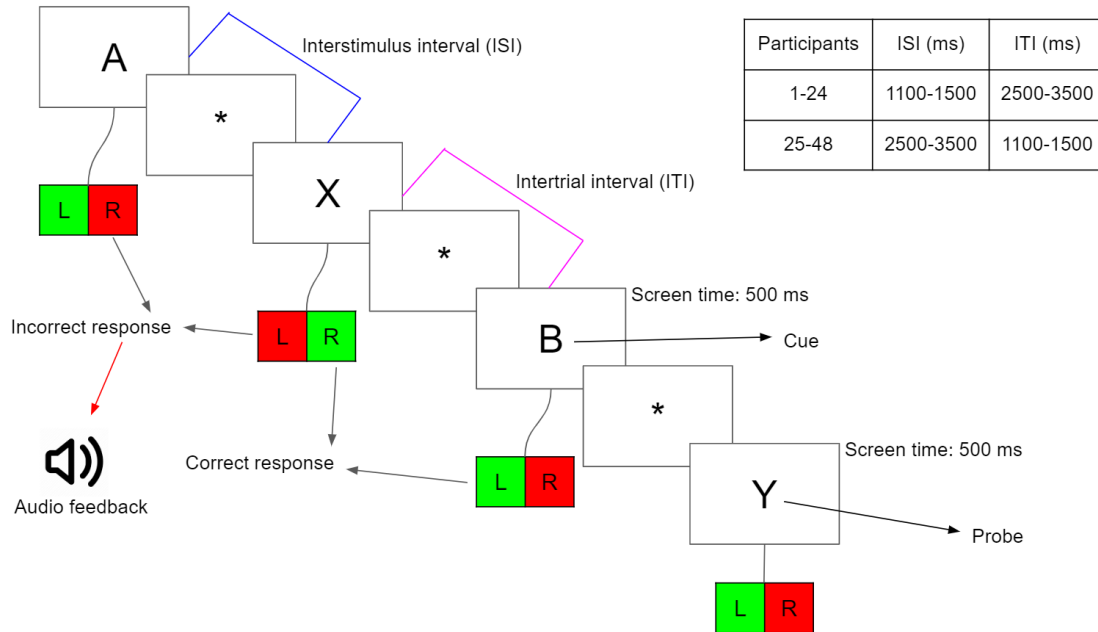 A
Interstimulus interval (ISI)
*
X
L R
Intertrial interval (ITI)
*
Incorrect response
L R
Screen time: 500 ms
B
Cue
*
Audio feedback
Correct response
L R
Screen time: 500 ms
Y
Probe
L R
Participants ISI (ms) ITI (ms)
1-24 1100-1500 2500-3500
25-48 2500-3500 1100-1500